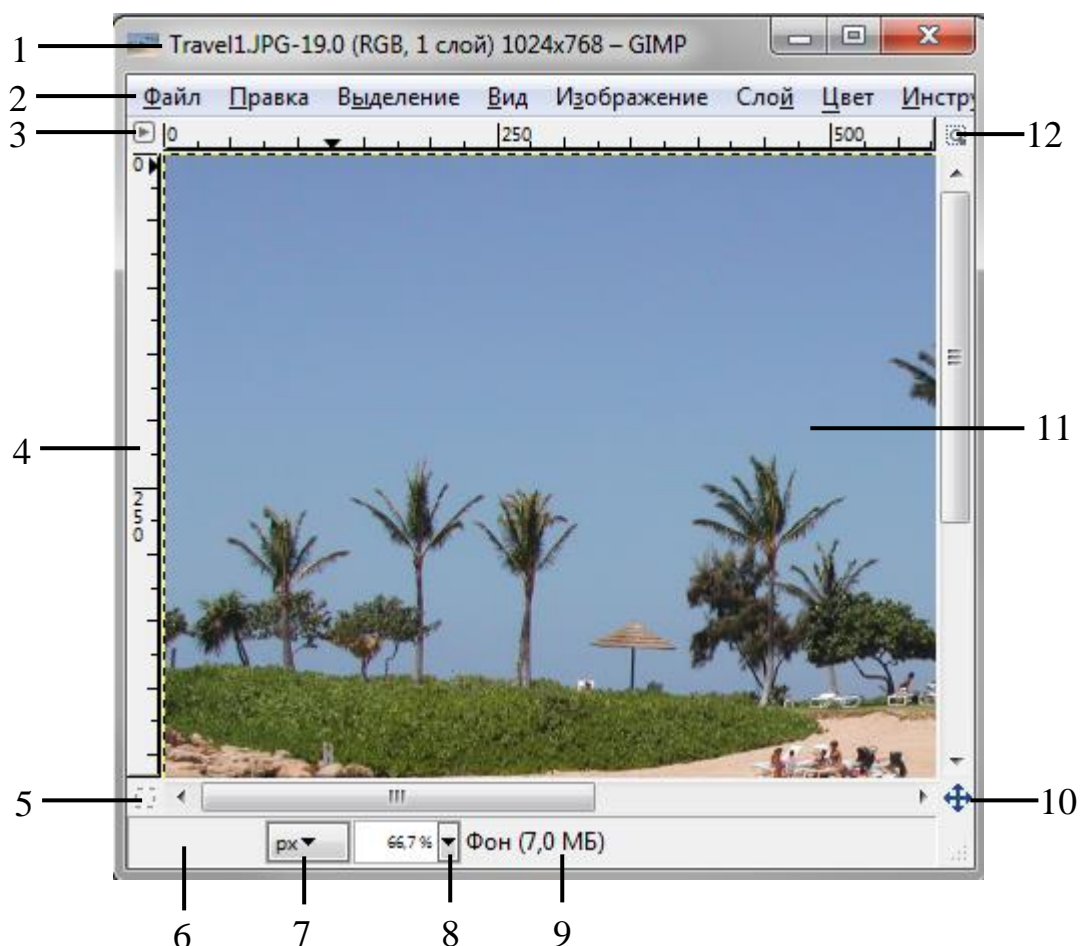 1 Travel1.JPG-19.0 (RGB, 1 слой) 1024x768 – GIMP
2 Файл Правка Выделение Вид Изображение Слой Цвет Инстру
3 0 250 500 12
0
4 11
250
5 10
px 66,7 % Фон (7,0 МБ)
6 7 8 9